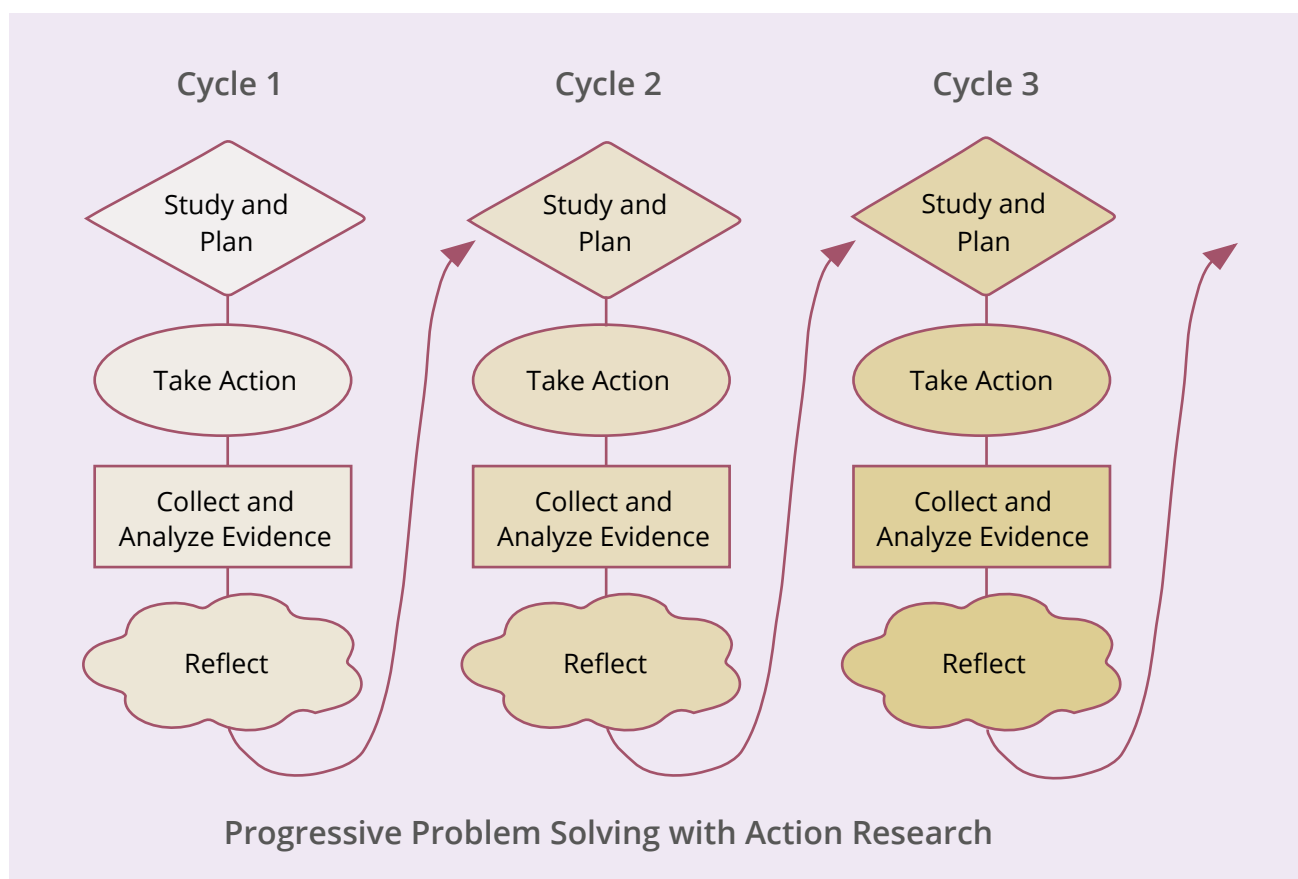 Cycle 1
Study and
Plan
Take Action
Collect and
Analyze Evidence
Reflect
Cycle 2
Study and
Plan
Take Action
Collect and
Analyze Evidence
Reflect
Cycle 3
Study and
Plan
Take Action
Collect and
Analyze Evidence
Reflect
Progressive Problem Solving with Action Research